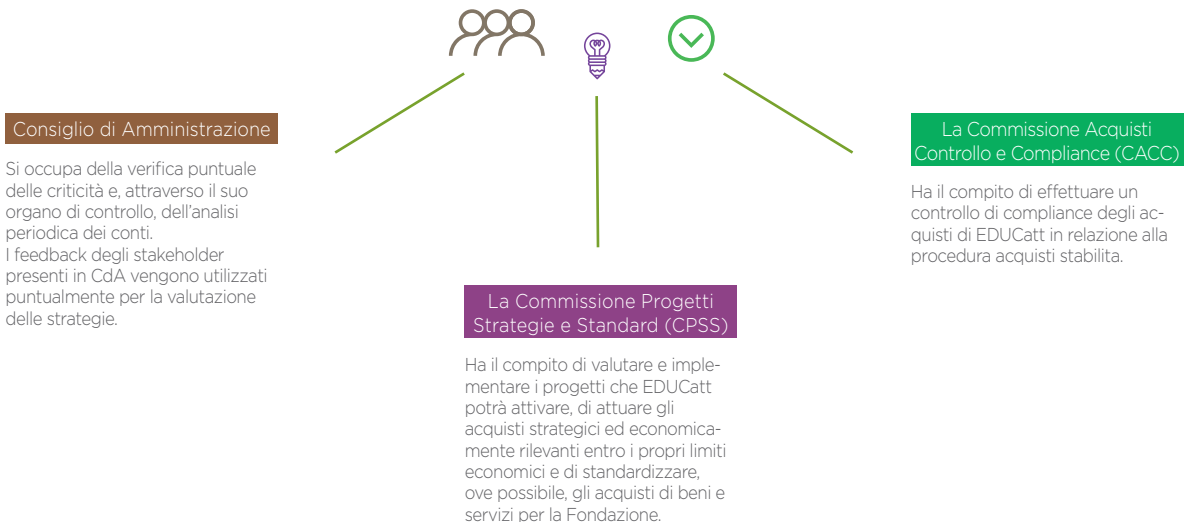 Consiglio di Amministrazione
Si occupa della verifica puntuale
delle criticità e, attraverso il suo
organo di controllo, dell'analisi
periodica dei conti.
I feedback degli stakeholder
presenti in CdA vengono utilizzati
puntualmente per la valutazione
delle strategie.
La Commissione Progetti
Strategie e Standard (CPSS)
Ha il compito di valutare e imple-
mentare i progetti che EDUCatt
potrà attivare, di attuare gli
acquisti strategici ed economica-
mente rilevanti entro i propri limiti
economici e di standardizzare,
ove possibile, gli acquisti di beni e
servizi per la Fondazione.
La Commissione Acquisti
Controllo e Compliance (CACC)
Ha il compito di effettuare un
controllo di compliance degli ac-
quisti di EDUCatt in relazione alla
procedura acquisti stabilita.